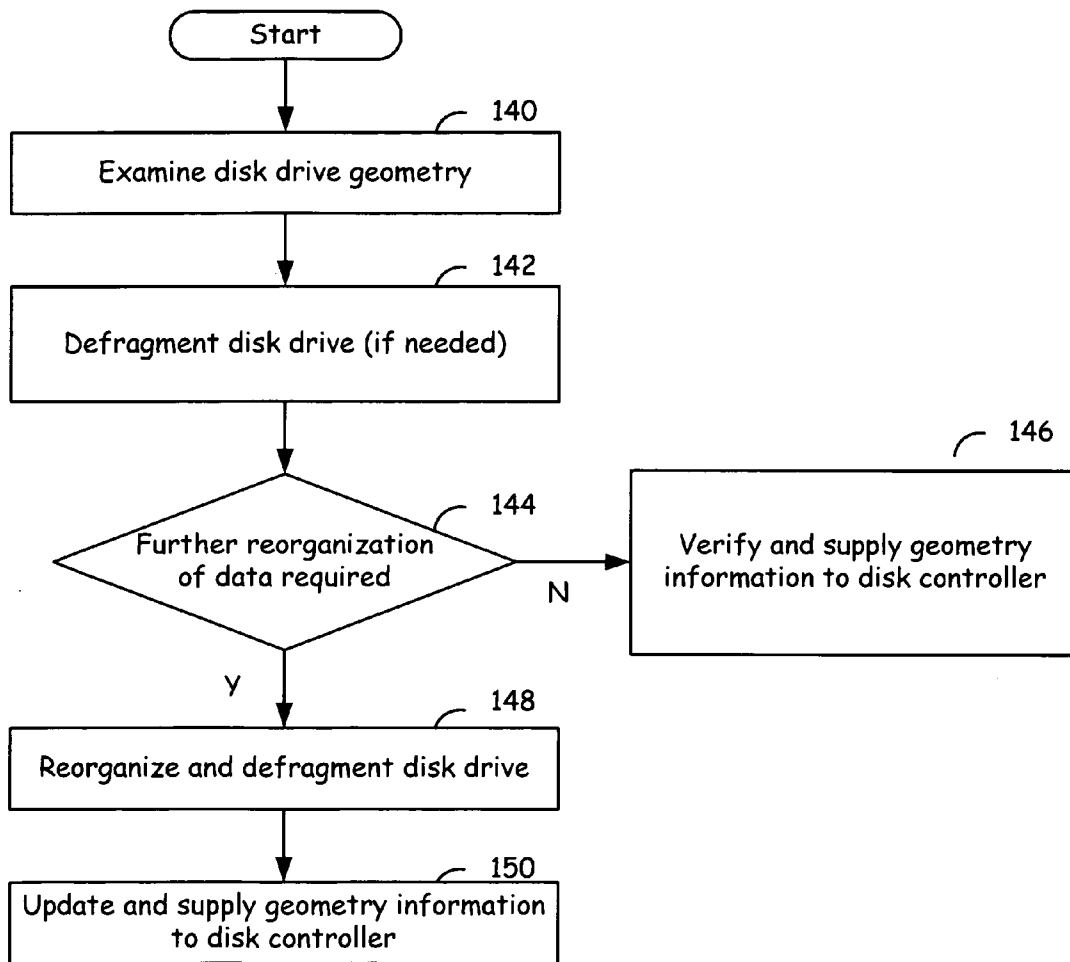 Start
140
Examine disk drive geometry
142
Defragment disk drive (if needed)
144
Further reorganization
of data required
N
146
Verify and supply geometry
information to disk controller
Y
148
Reorganize and defragment disk drive
150
Update and supply geometry information
to disk controller